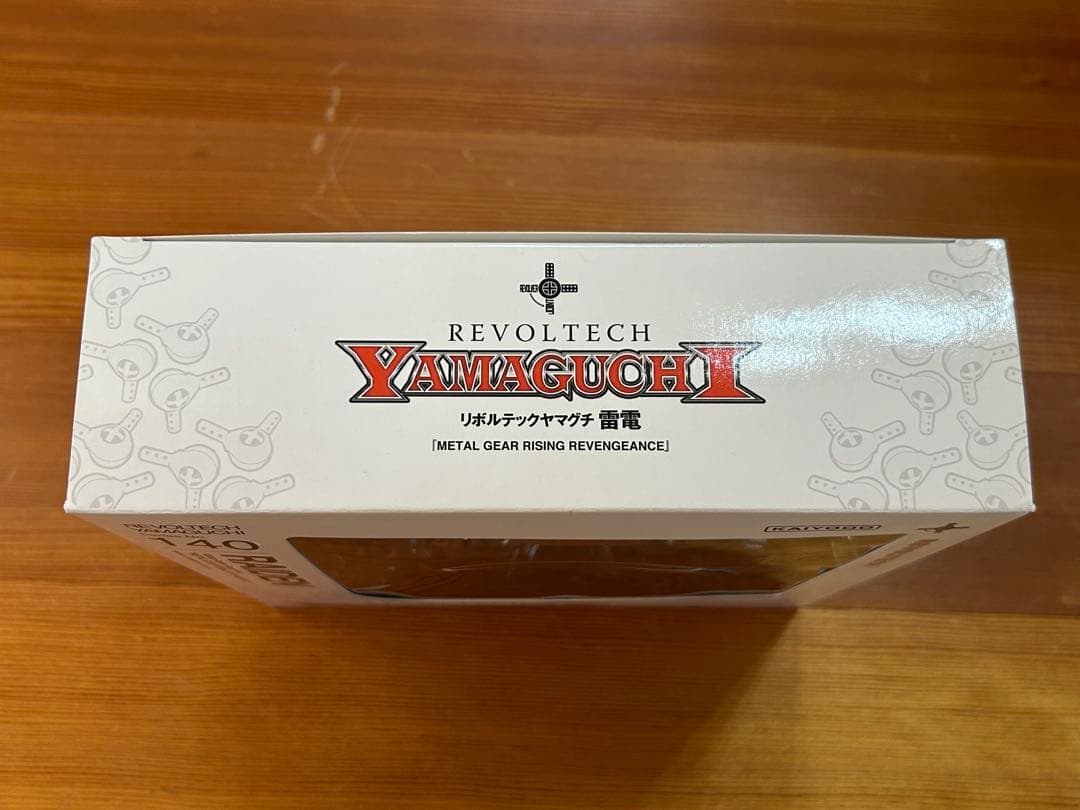 REVOLTECH
YAMAGUCHI
リボルテックヤマグチ 雷電
『METAL GEAR RISING REVENGEANCE』
REVOLTECH
YAMAGUCHI
140
RAIDEN
KAIYODO